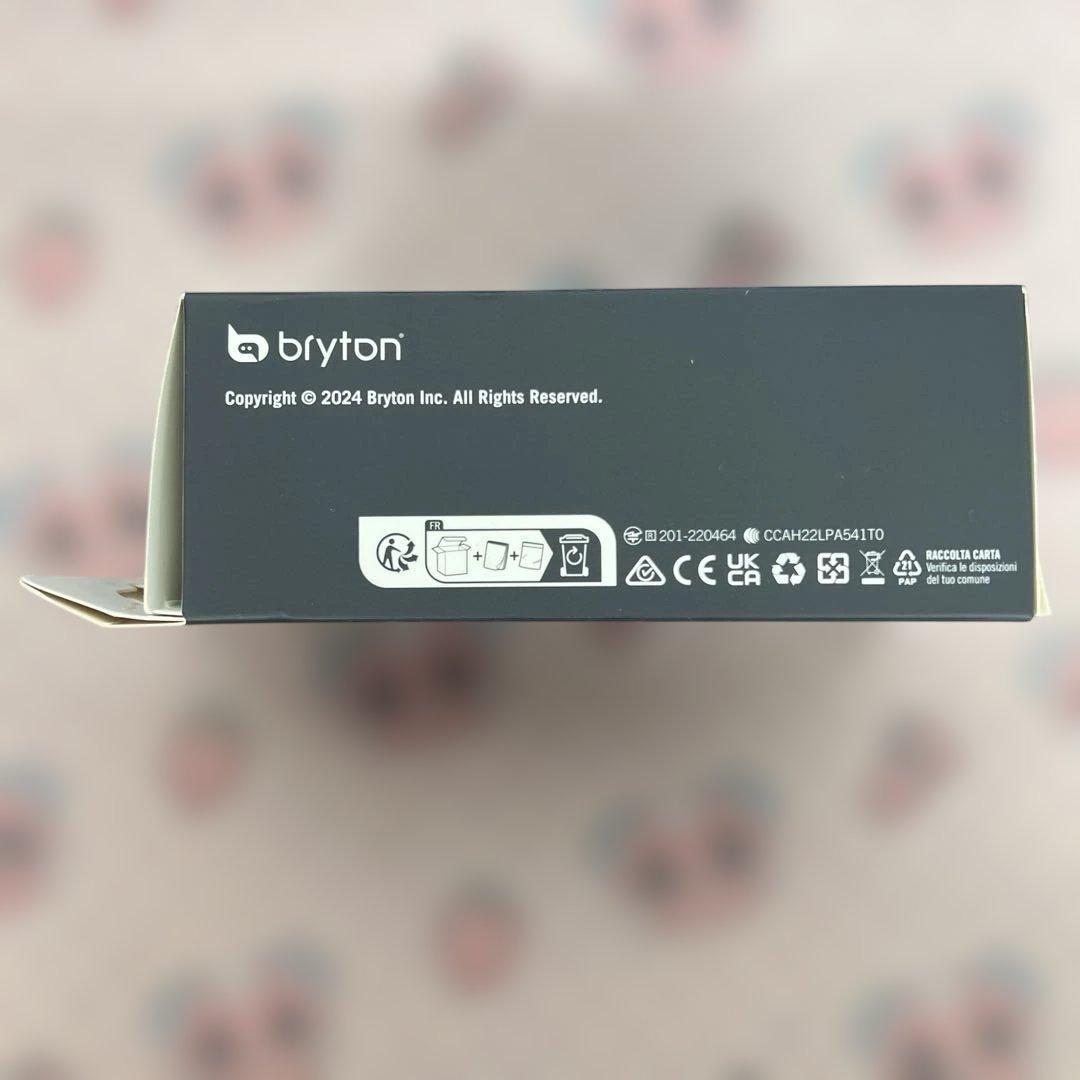 bryton
Copyright © 2024 Bryton Inc. All Rights Reserved.
FR
R 201-220464 CCAH22LPA541T0
CE UK CA
21 PAP
RACCOLTA CARTA
Verifica le disposizioni
del tuo comune